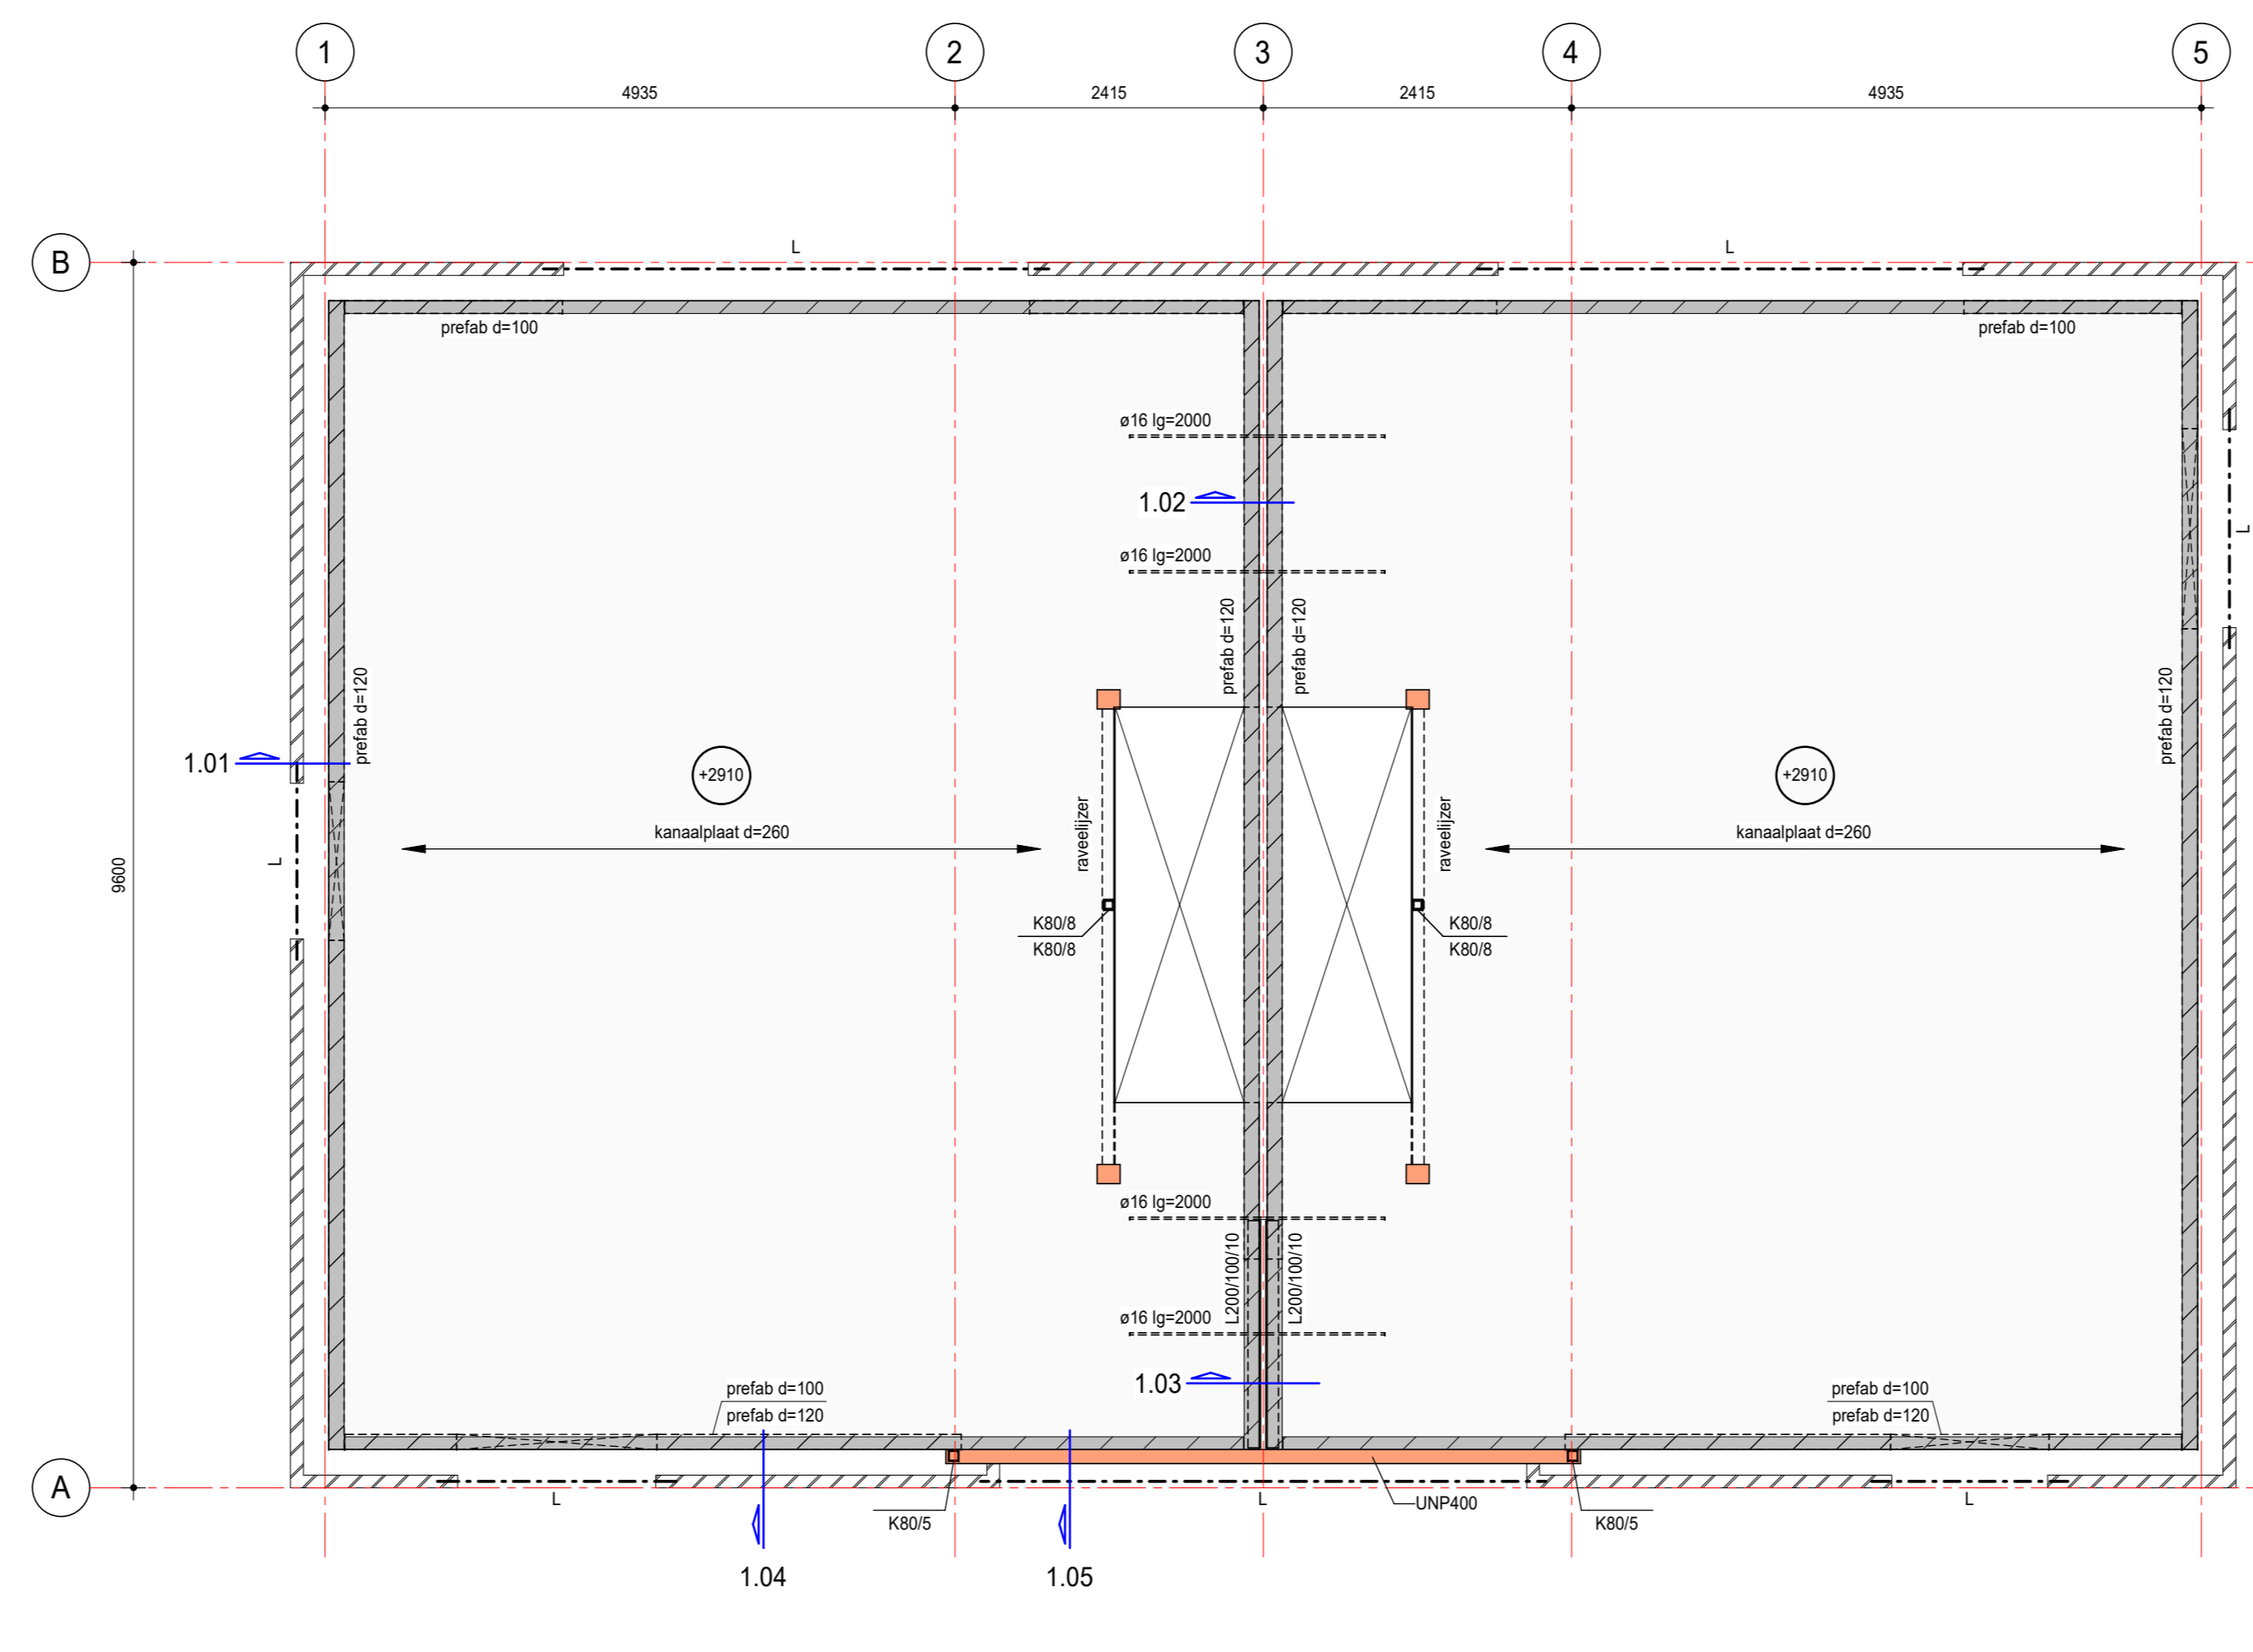 1
2
3
4
5
4935
2415
2415
4935
B
L
L
prefab d=100
prefab d=100
ø16 lg=2000
1.02
L
ø16 lg=2000
prefab d=120
prefab d=120
prefab d=120
prefab d=120
1.01
+2910
+2910
kanaalplaat d=260
raveelijzer
raveelijzer
kanaalplaat d=260
L
9600
K80/8
K80/8
K80/8
K80/8
ø16 lg=2000
L200/100/10
L200/100/10
ø16 lg=2000
1.03
prefab d=100
prefab d=120
prefab d=100
prefab d=120
A
L
L
UNP400
L
K80/5
K80/5
1.04
1.05